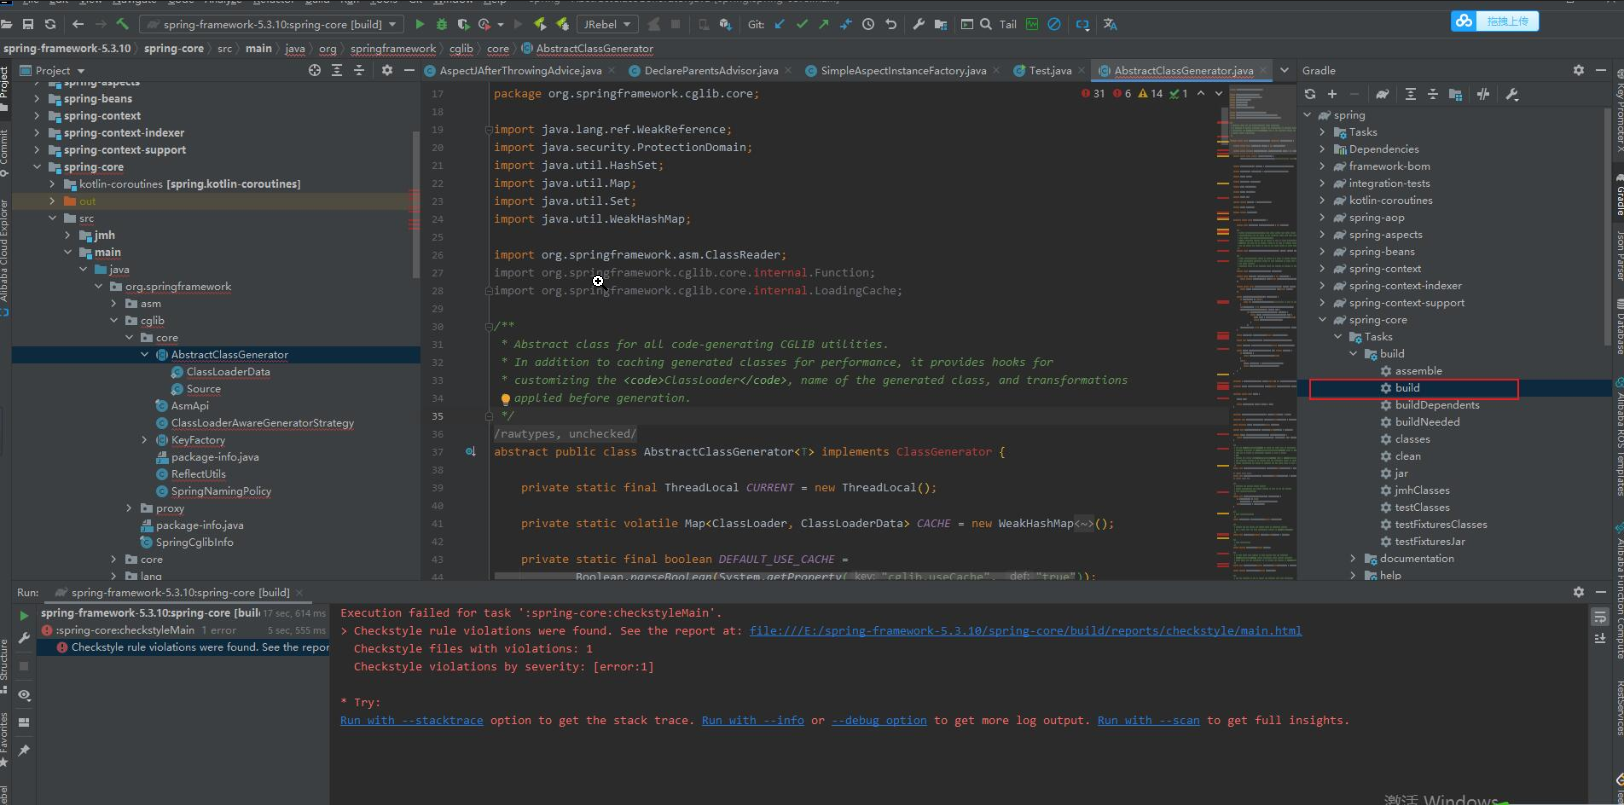 spring-framework-5.3.10:spring-core [build]
JRebel
Git:
Tail
拖拽上传
spring-framework-5.3.10 > spring-core > src > main > java > org > springframework > cglib > core > AbstractClassGenerator
Project
AspectJAfterThrowingAdvice.java
DeclareParentsAdvisor.java
SimpleAspectInstanceFactory.java
Test.java
AbstractClassGenerator.java
Gradle
spring-aspects
spring-beans
spring-context
spring-context-indexer
spring-context-support
spring-core
kotlin-coroutines [spring.kotlin-coroutines]
out
src
jmh
main
java
org.springframework
asm
cglib
core
AbstractClassGenerator
ClassLoaderData
Source
AsmApi
ClassLoaderAwareGeneratorStrategy
KeyFactory
package-info.java
ReflectUtils
SpringNamingPolicy
proxy
package-info.java
SpringCglibInfo
core
lang
31 6 14 1
17 package org.springframework.cglib.core;
18
19 import java.lang.ref.WeakReference;
20 import java.security.ProtectionDomain;
21 import java.util.HashSet;
22 import java.util.Map;
23 import java.util.Set;
24 import java.util.WeakHashMap;
25
26 import org.springframework.asm.ClassReader;
27 import org.springframework.cglib.core.internal.Function;
28 import org.springframework.cglib.core.internal.LoadingCache;
29
30 /**
31 * Abstract class for all code-generating CGLIB utilities.
32 * In addition to caching generated classes for performance, it provides hooks for
33 * customizing the <code>ClassLoader</code>, name of the generated class, and transformations
34 applied before generation.
35 */
36 /rawtypes, unchecked/
37 abstract public class AbstractClassGenerator<T> implements ClassGenerator {
38
39 private static final ThreadLocal CURRENT = new ThreadLocal();
40
41 private static volatile Map<ClassLoader, ClassLoaderData> CACHE = new WeakHashMap<~>();
42
43 private static final boolean DEFAULT_USE_CACHE =
44 Boolean.parseBoolean(System.getProperty( key: "cglib.useCache", def: "true"));
spring
Tasks
Dependencies
framework-bom
integration-tests
kotlin-coroutines
spring-aop
spring-aspects
spring-beans
spring-context
spring-context-indexer
spring-context-support
spring-core
Tasks
build
assemble
build
buildDependents
buildNeeded
classes
clean
jar
jmhClasses
testClasses
testFixturesClasses
testFixturesJar
documentation
help
Project
Commit
Alibaba Cloud Explorer
Structure
Favorites
Key Promoter X
Gradle
Json Parser
Database
Alibaba ROS Templates
Alibaba Function Compute
RestServices
Run:
spring-framework-5.3.10:spring-core [build]
spring-framework-5.3.10:spring-core [buil 17 sec, 614 ms
:spring-core:checkstyleMain 1 error 5 sec, 555 ms
Checkstyle rule violations were found. See the repor
Execution failed for task ':spring-core:checkstyleMain'.
> Checkstyle rule violations were found. See the report at: file:///E:/spring-framework-5.3.10/spring-core/build/reports/checkstyle/main.html
Checkstyle files with violations: 1
Checkstyle violations by severity: [error:1]
* Try:
Run with --stacktrace option to get the stack trace. Run with --info or --debug option to get more log output. Run with --scan to get full insights.
激活 Windows